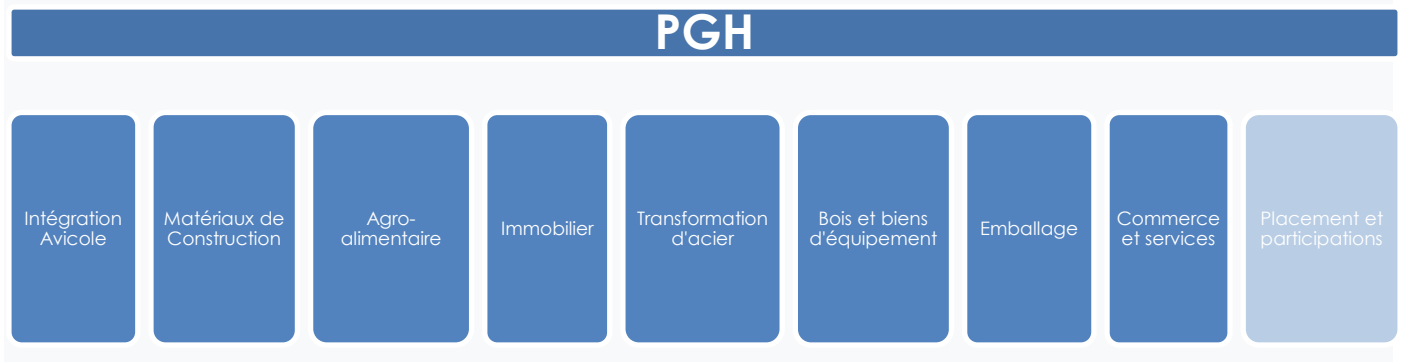 PGH
Intégration
Avicole
Matériaux de
Construction
Agro-
alimentaire
Immobilier
Transformation
d'acier
Bois et biens
d'équipement
Emballage
Commerce
et services
Placement et
participations